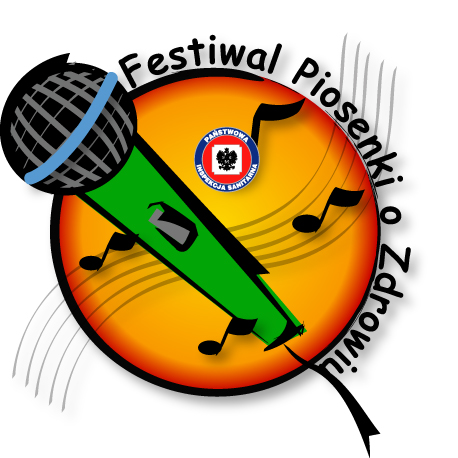 Festiwal Piosenki o Zdrowiu
PAŃSTWOWA
INSPEKCJA SANITARNA